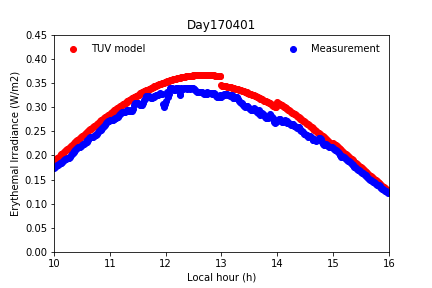 Day170401
Erythemal Irradiance (W/m2)
0.45
0.40
0.35
0.30
0.25
0.20
0.15
0.10
0.05
0.00
TUV model
Measurement
10 11 12 13 14 15 16
Local hour (h)